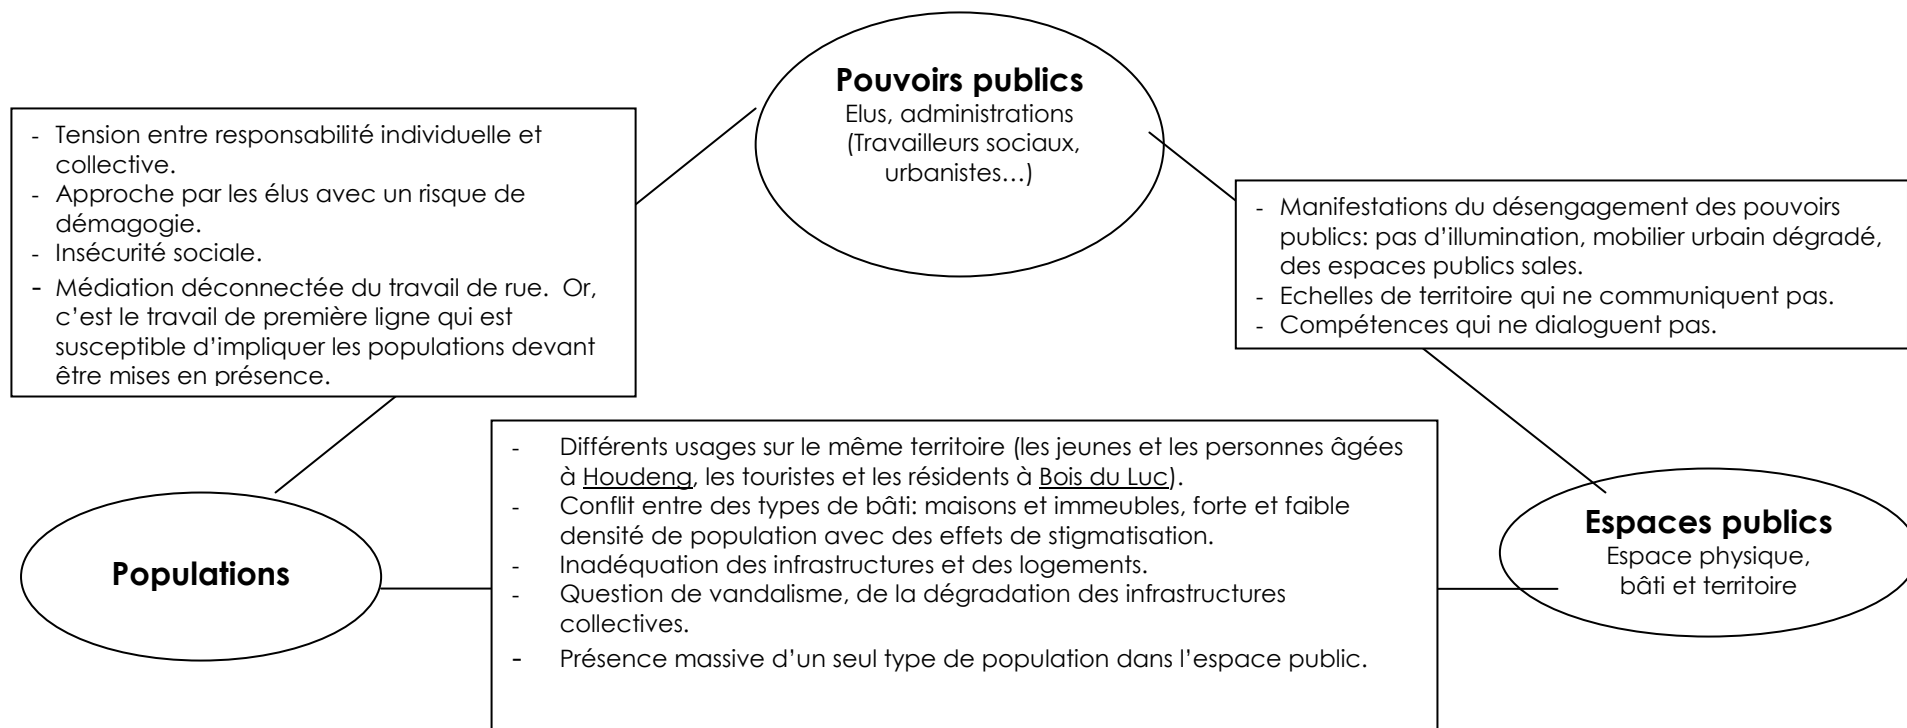 Pouvoirs publics
Elus, administrations
(Travailleurs sociaux,
urbanistes…)
- Tension entre responsabilité individuelle et
collective.
- Approche par les élus avec un risque de
démagogie.
- Insécurité sociale.
- Médiation déconnectée du travail de rue. Or,
c’est le travail de première ligne qui est
susceptible d’impliquer les populations devant
être mises en présence.
- Manifestations du désengagement des pouvoirs
publics: pas d’illumination, mobilier urbain dégradé,
des espaces publics sales.
- Echelles de territoire qui ne communiquent pas.
- Compétences qui ne dialoguent pas.
- Différents usages sur le même territoire (les jeunes et les personnes âgées
à Houdeng, les touristes et les résidents à Bois du Luc).
- Conflit entre des types de bâti: maisons et immeubles, forte et faible
densité de population avec des effets de stigmatisation.
- Inadéquation des infrastructures et des logements.
- Question de vandalisme, de la dégradation des infrastructures
collectives.
- Présence massive d’un seul type de population dans l’espace public.
Populations
Espaces publics
Espace physique,
bâti et territoire